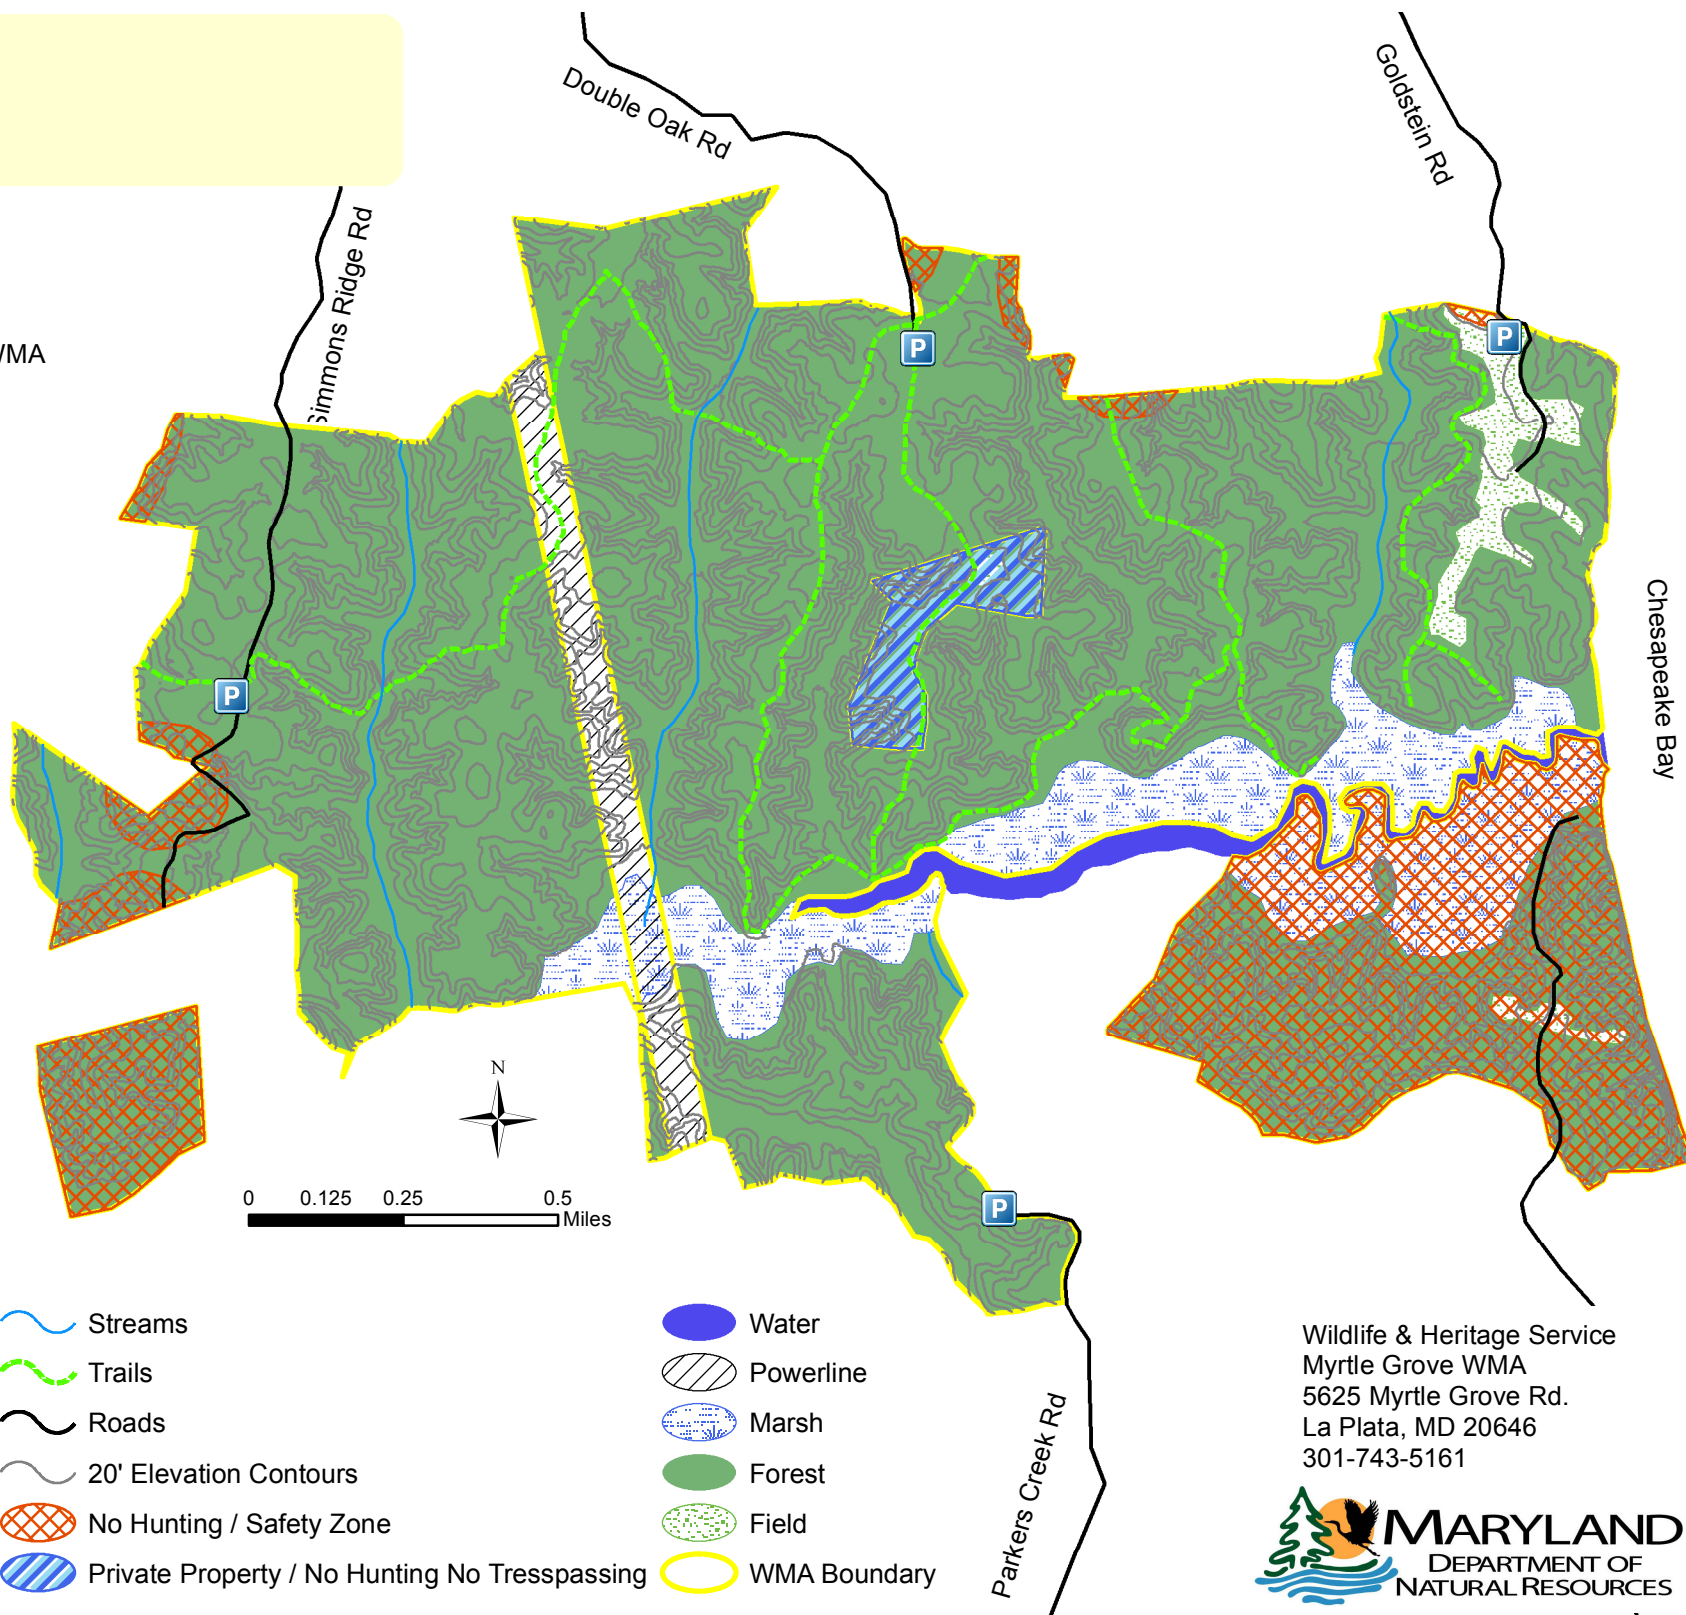 Double Oak Rd
Goldstein Rd
Simmons Ridge Rd
P
P
WMA
Chesapeake Bay
P
N
0 0.125 0.25 0.5
Miles
P
Parkers Creek Rd
Streams
Trails
Roads
20' Elevation Contours
No Hunting / Safety Zone
Private Property / No Hunting No Tresspassing
Water
Powerline
Marsh
Forest
Field
WMA Boundary
Wildlife & Heritage Service
Myrtle Grove WMA
5625 Myrtle Grove Rd.
La Plata, MD 20646
301-743-5161
MARYLAND
DEPARTMENT OF
NATURAL RESOURCES